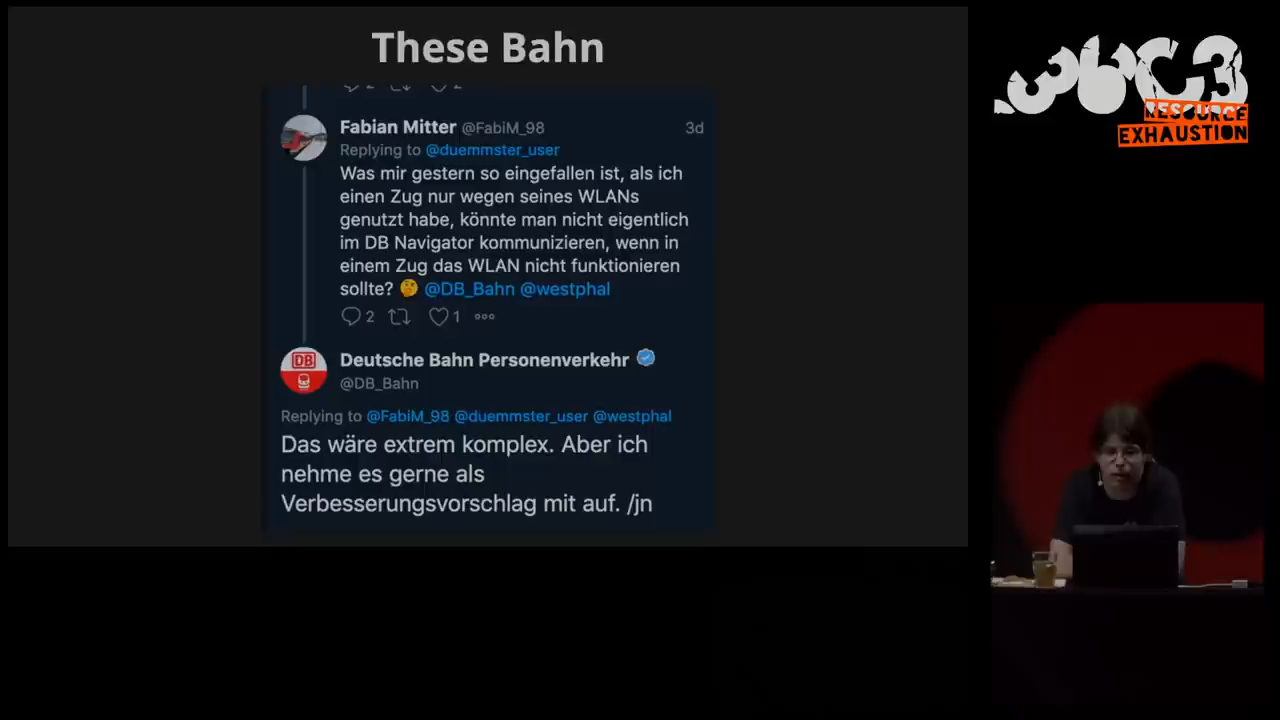 These Bahn
2 2
Fabian Mitter @FabiM_98 3d
Replying to @duemmster_user
Was mir gestern so eingefallen ist, als ich
einen Zug nur wegen seines WLANs
genutzt habe, könnte man nicht eigentlich
im DB Navigator kommunizieren, wenn in
einem Zug das WLAN nicht funktionieren
sollte? 🤔 @DB_Bahn @westphal
2 1
DB
Deutsche Bahn Personenverkehr
@DB_Bahn
Replying to @FabiM_98 @duemmster_user @westphal
Das wäre extrem komplex. Aber ich
nehme es gerne als
Verbesserungsvorschlag mit auf. /jn
36C3
RESOURCE
EXHAUSTION